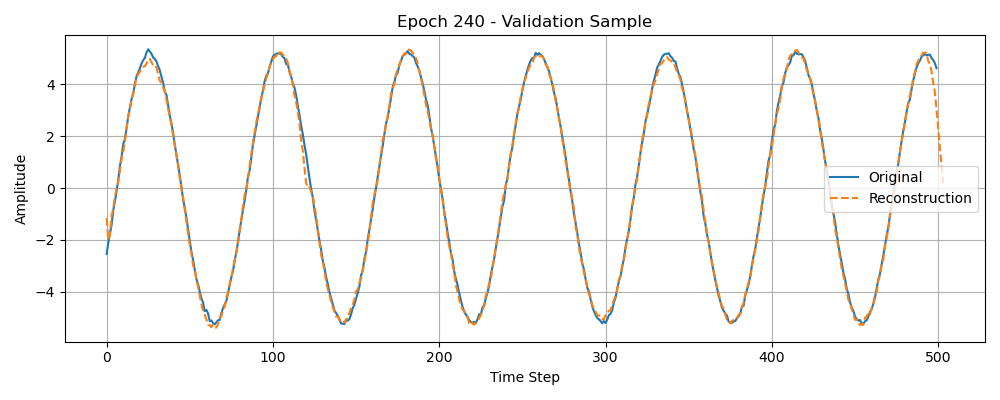 Epoch 240 - Validation Sample
Amplitude
4
2
0
−2
−4
Original
Reconstruction
0
100
200
300
400
500
Time Step